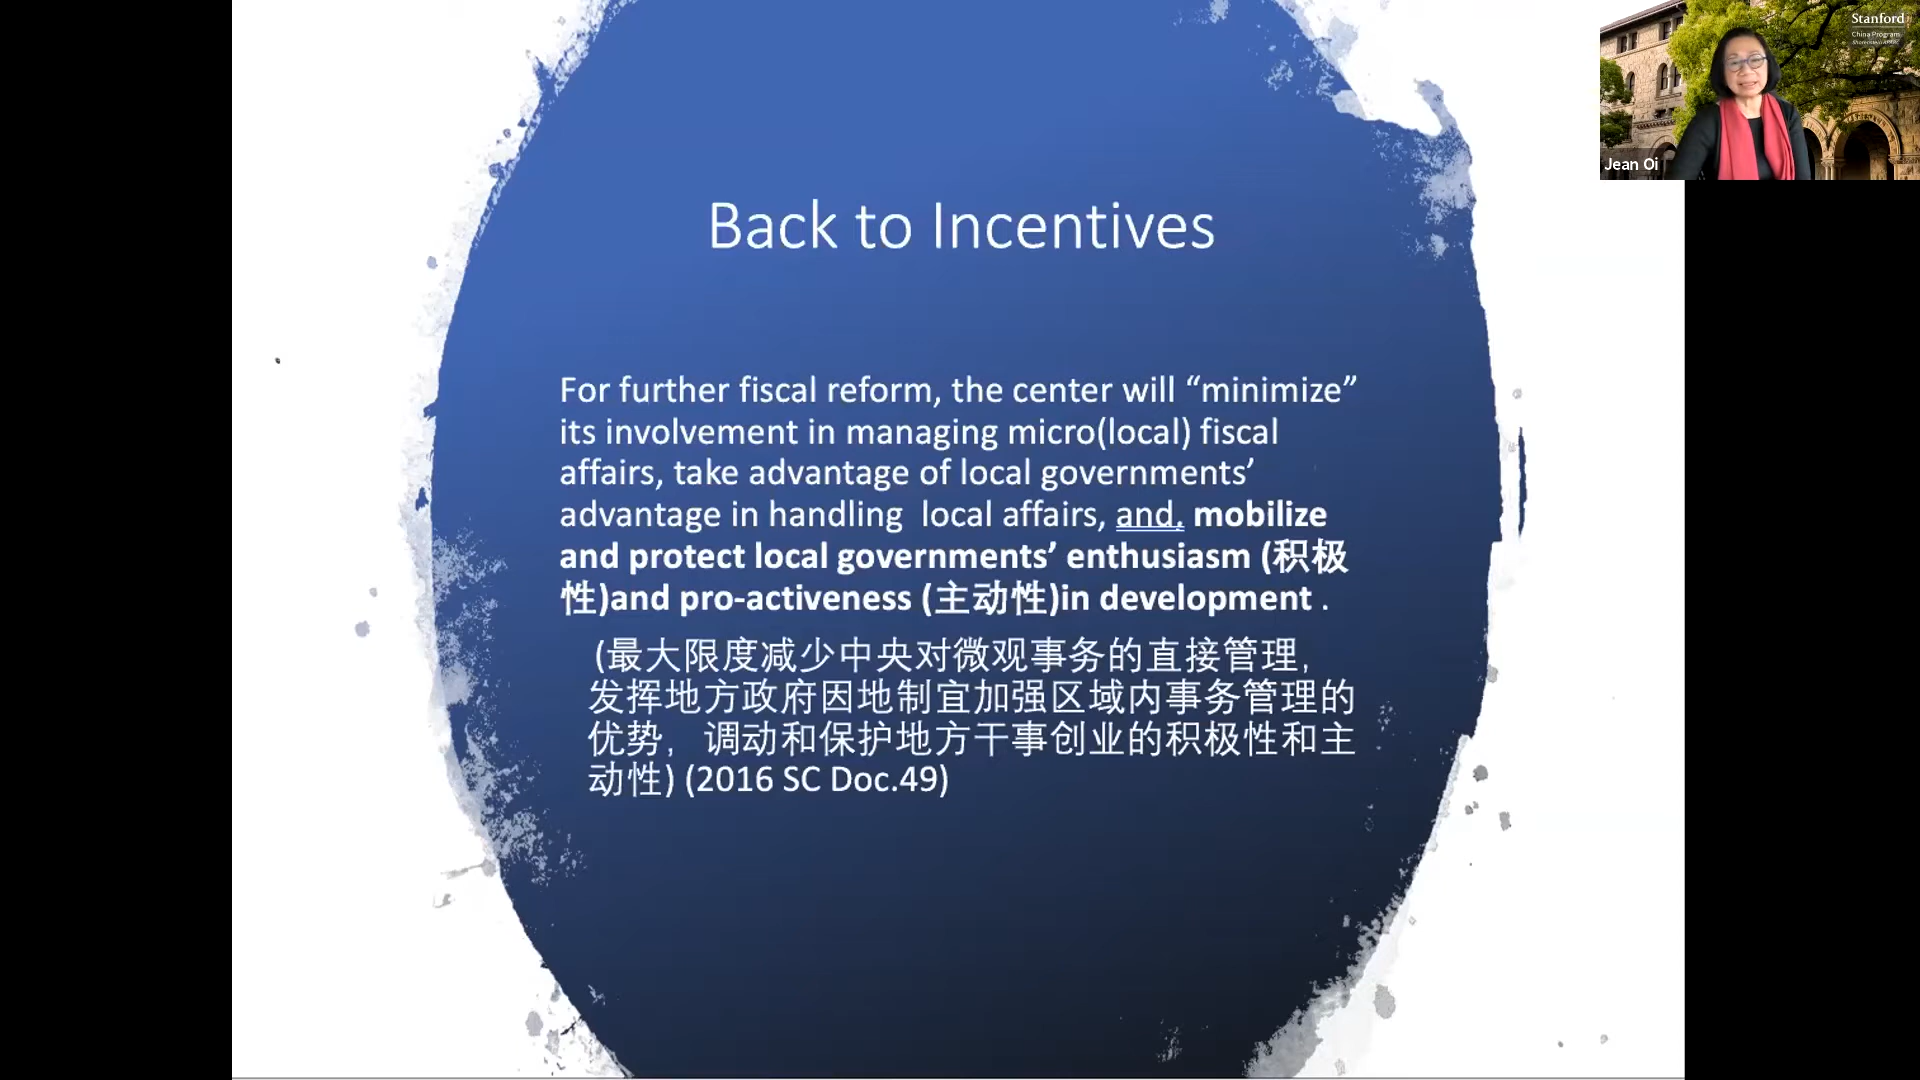 Back to Incentives
For further fiscal reform, the center will “minimize”
its involvement in managing micro(local) fiscal
affairs, take advantage of local governments’
advantage in handling  local affairs, and, mobilize
and protect local governments’ enthusiasm (积极
性)and pro-activeness (主动性)in development .
(最大限度减少中央对微观事务的直接管理,
发挥地方政府因地制宜加强区域内事务管理的
优势, 调动和保护地方干事创业的积极性和主
动性) (2016 SC Doc.49)
Stanford
China Program
Shorenstein APARC
Jean Oi